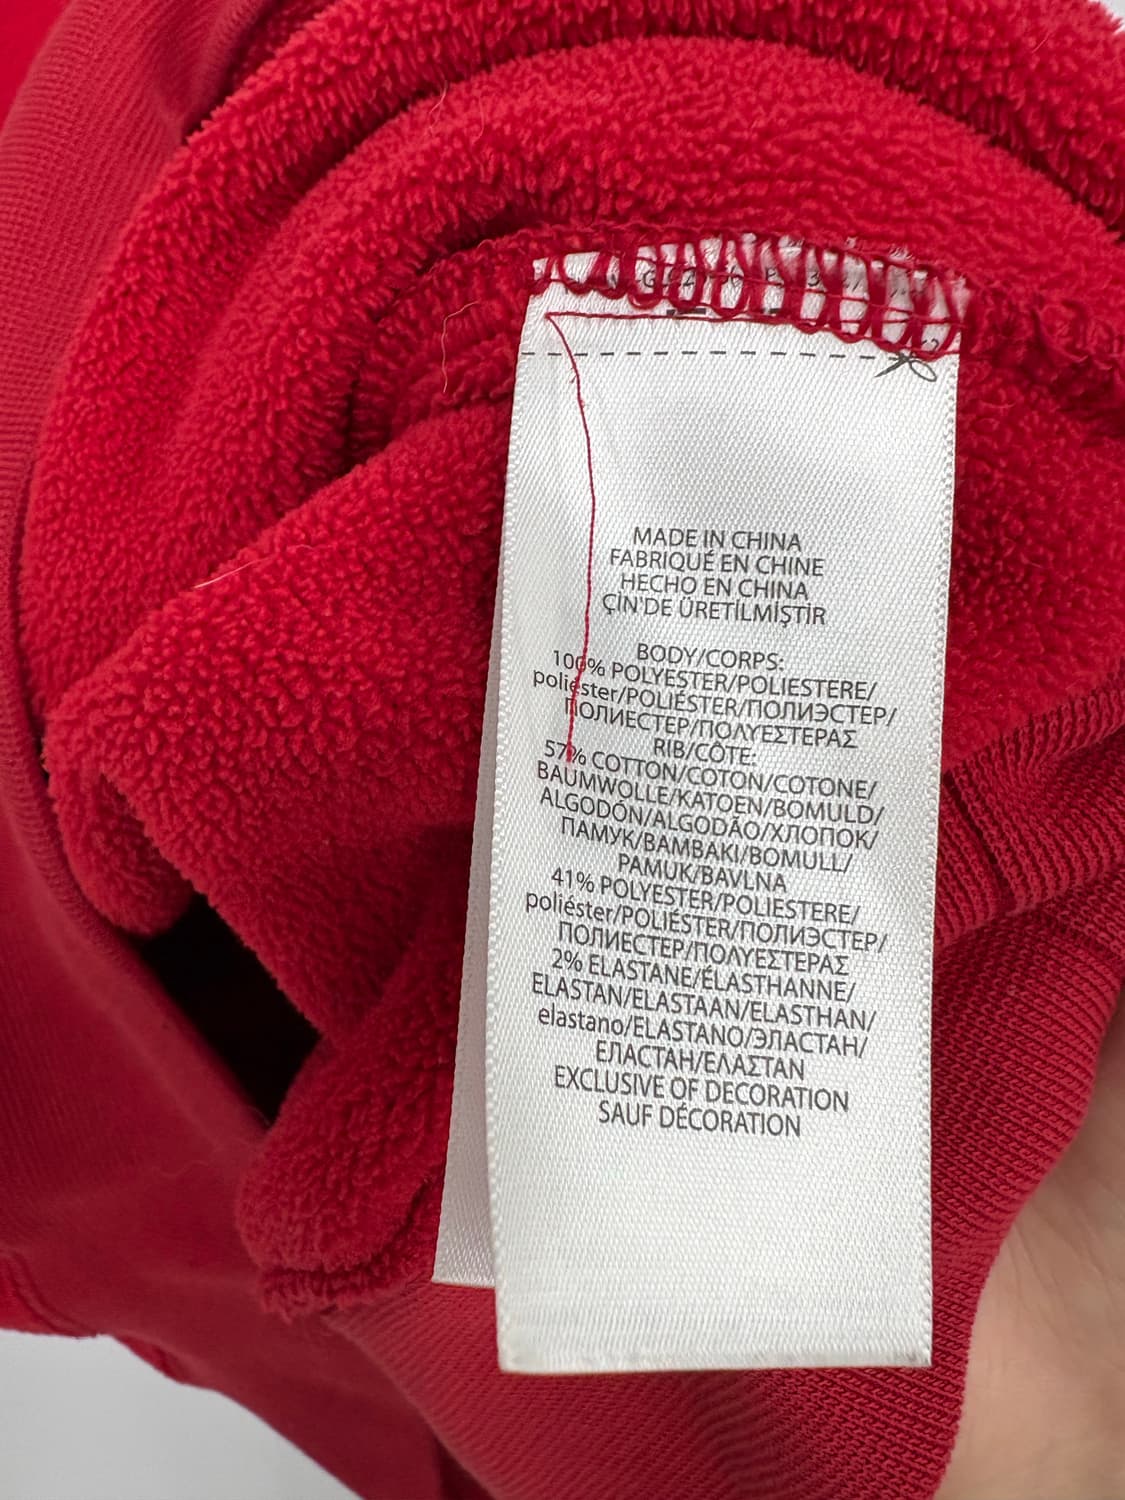 MADE IN CHINA
FABRIQUÉ EN CHINE
HECHO EN CHINA
ÇİN'DE ÜRETİLMİŞTİR
BODY/CORPS:
100% POLYESTER/POLIESTERE/
poliéster/POLIÉSTER/ПОЛИЭСТЕР/
ПОЛИЕСТЕР/ΠΟΛΥΕΣΤΕΡΑΣ
RIB/CÔTE:
57% COTTON/COTON/COTONE/
BAUMWOLLE/KATOEN/BOMULD/
ALGODÓN/ALGODÃO/ХЛОПОК/
ПАМУК/BAMBAKI/BOMULL/
PAMUK/BAVLNA
41% POLYESTER/POLIESTERE/
poliéster/POLIÉSTER/ПОЛИЭСТЕР/
ПОЛИЕСТЕР/ΠΟΛΥΕΣΤΕΡΑΣ
2% ELASTANE/ÉLASTHANNE/
ELASTAN/ELASTAAN/ELASTHAN/
elastano/ELASTANO/ЭЛАСТАН/
ЕЛАСТАН/ΕΛΑΣΤΑΝ
EXCLUSIVE OF DECORATION
SAUF DÉCORATION